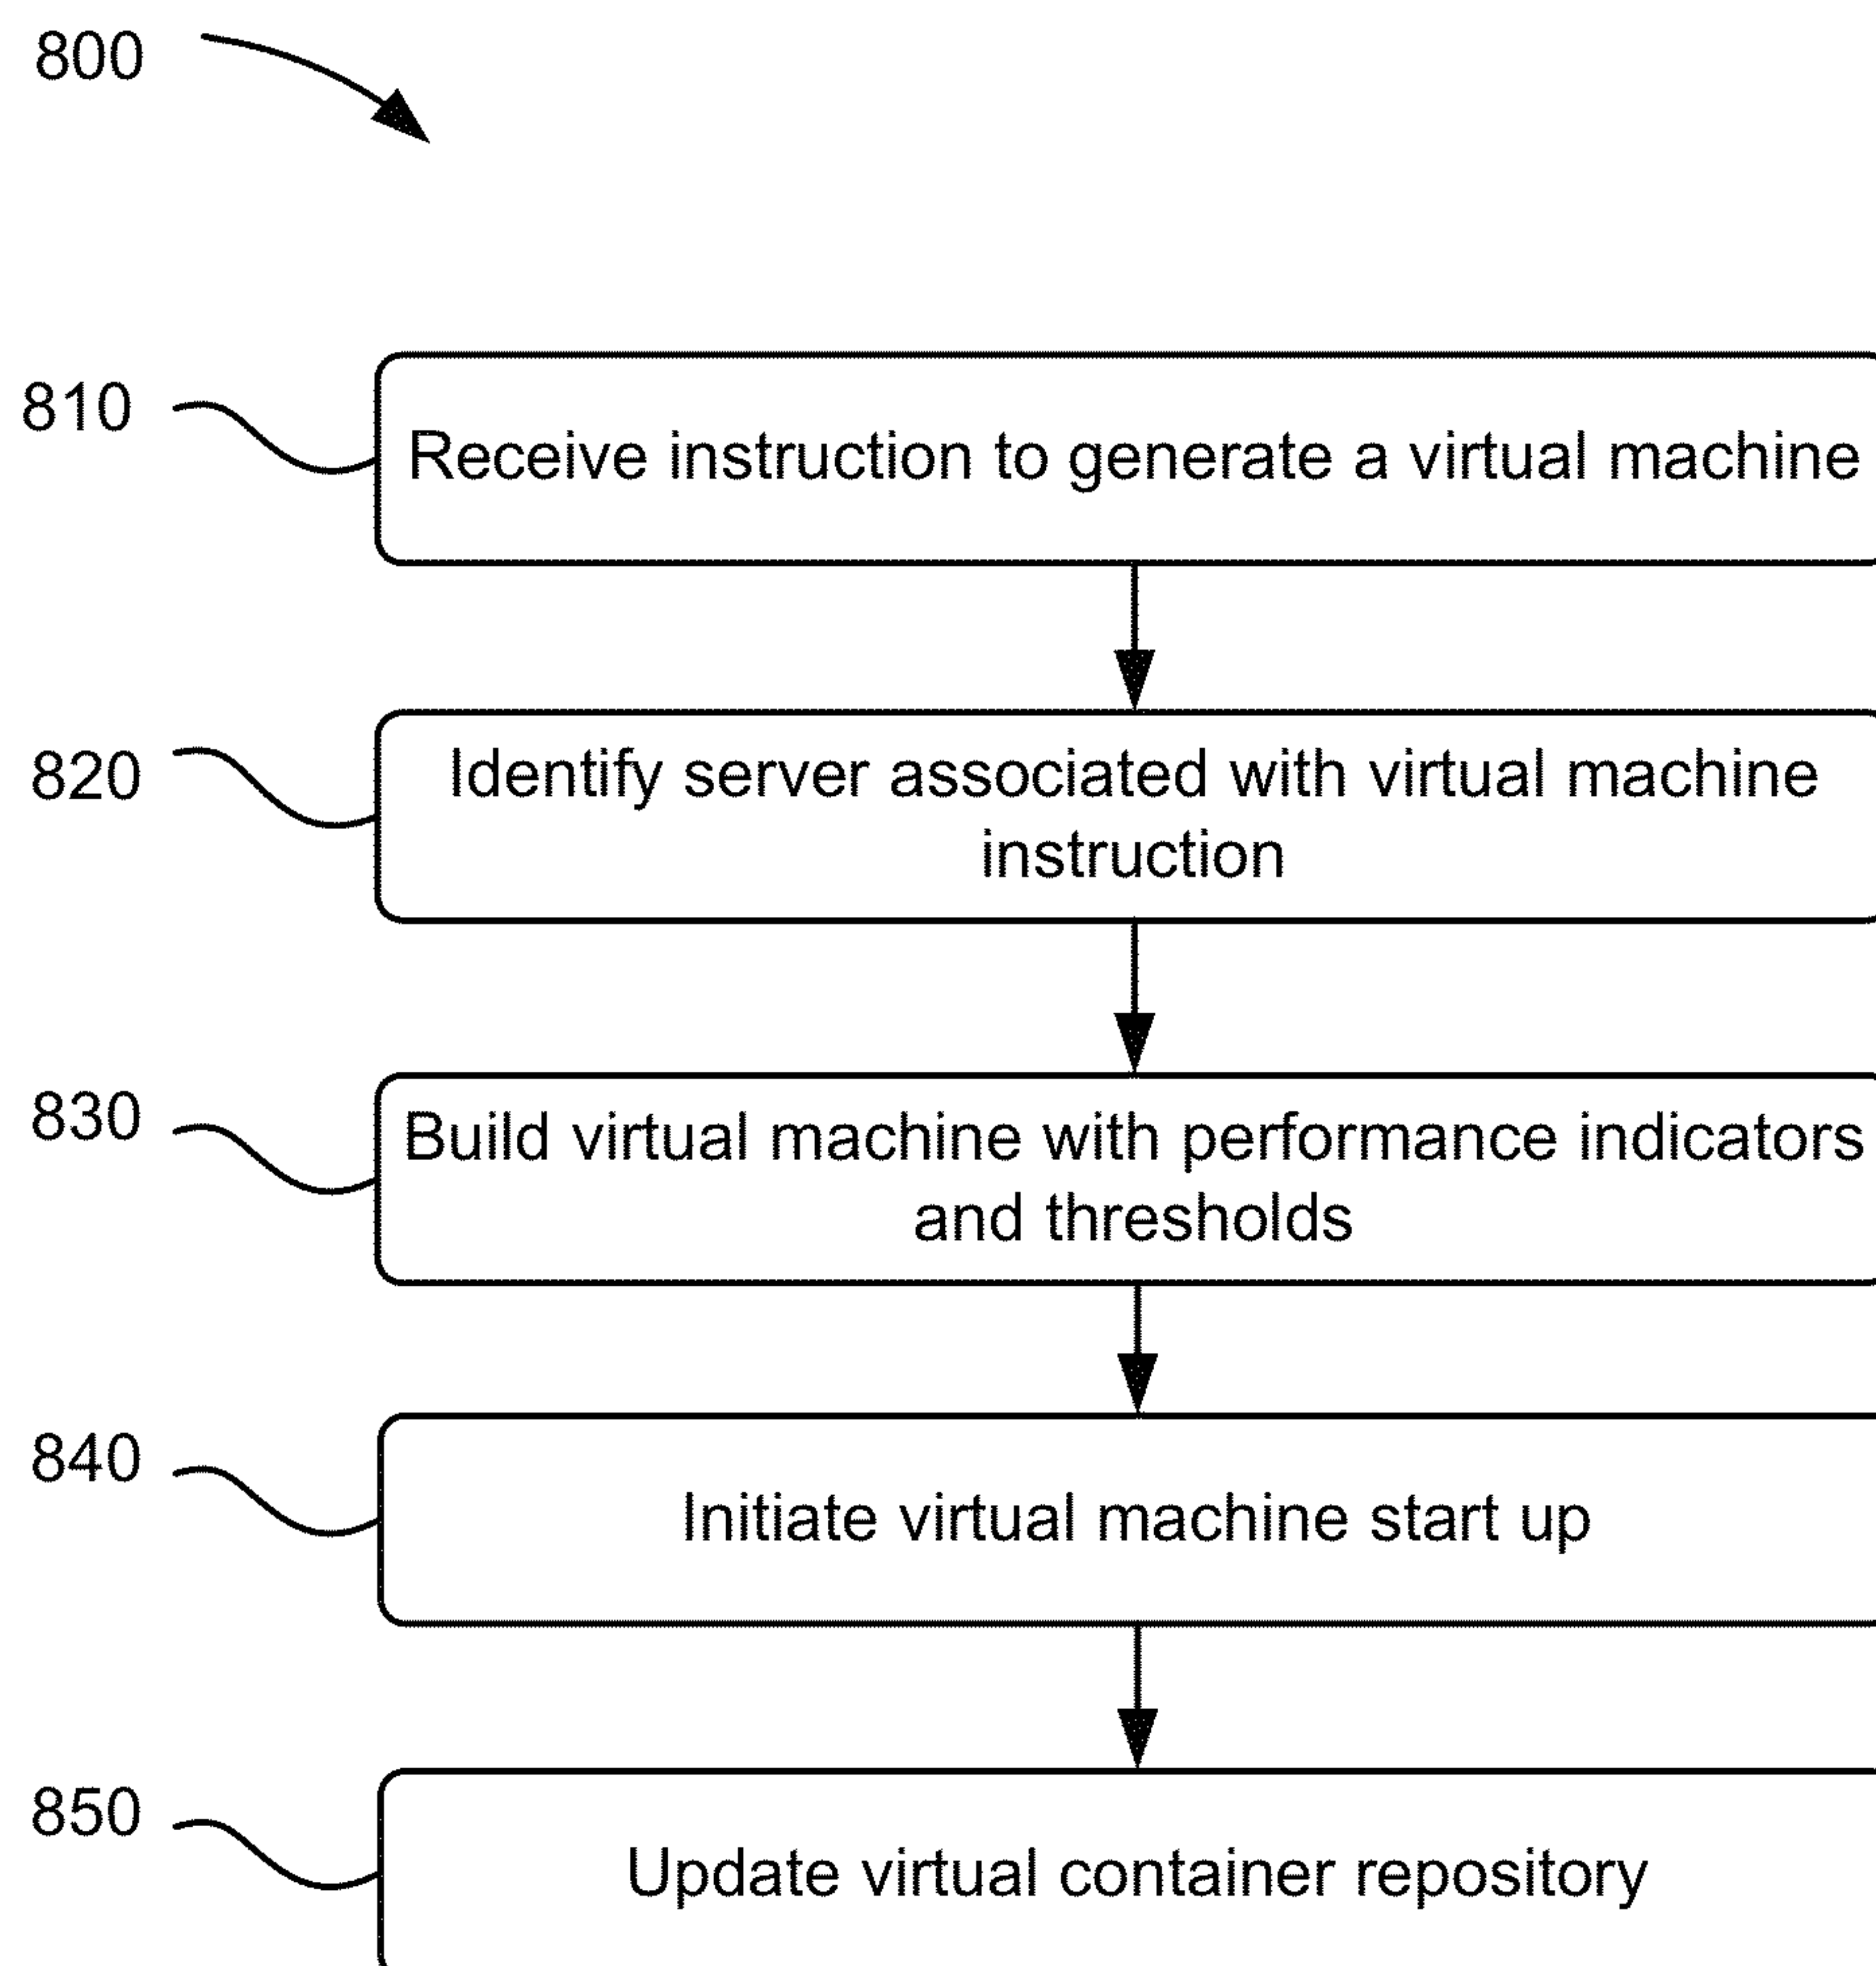 800
810
Receive instruction to generate a virtual machine
820
Identify server associated with virtual machine
instruction
830
Build virtual machine with performance indicators
and thresholds
840
Initiate virtual machine start up
850
Update virtual container repository